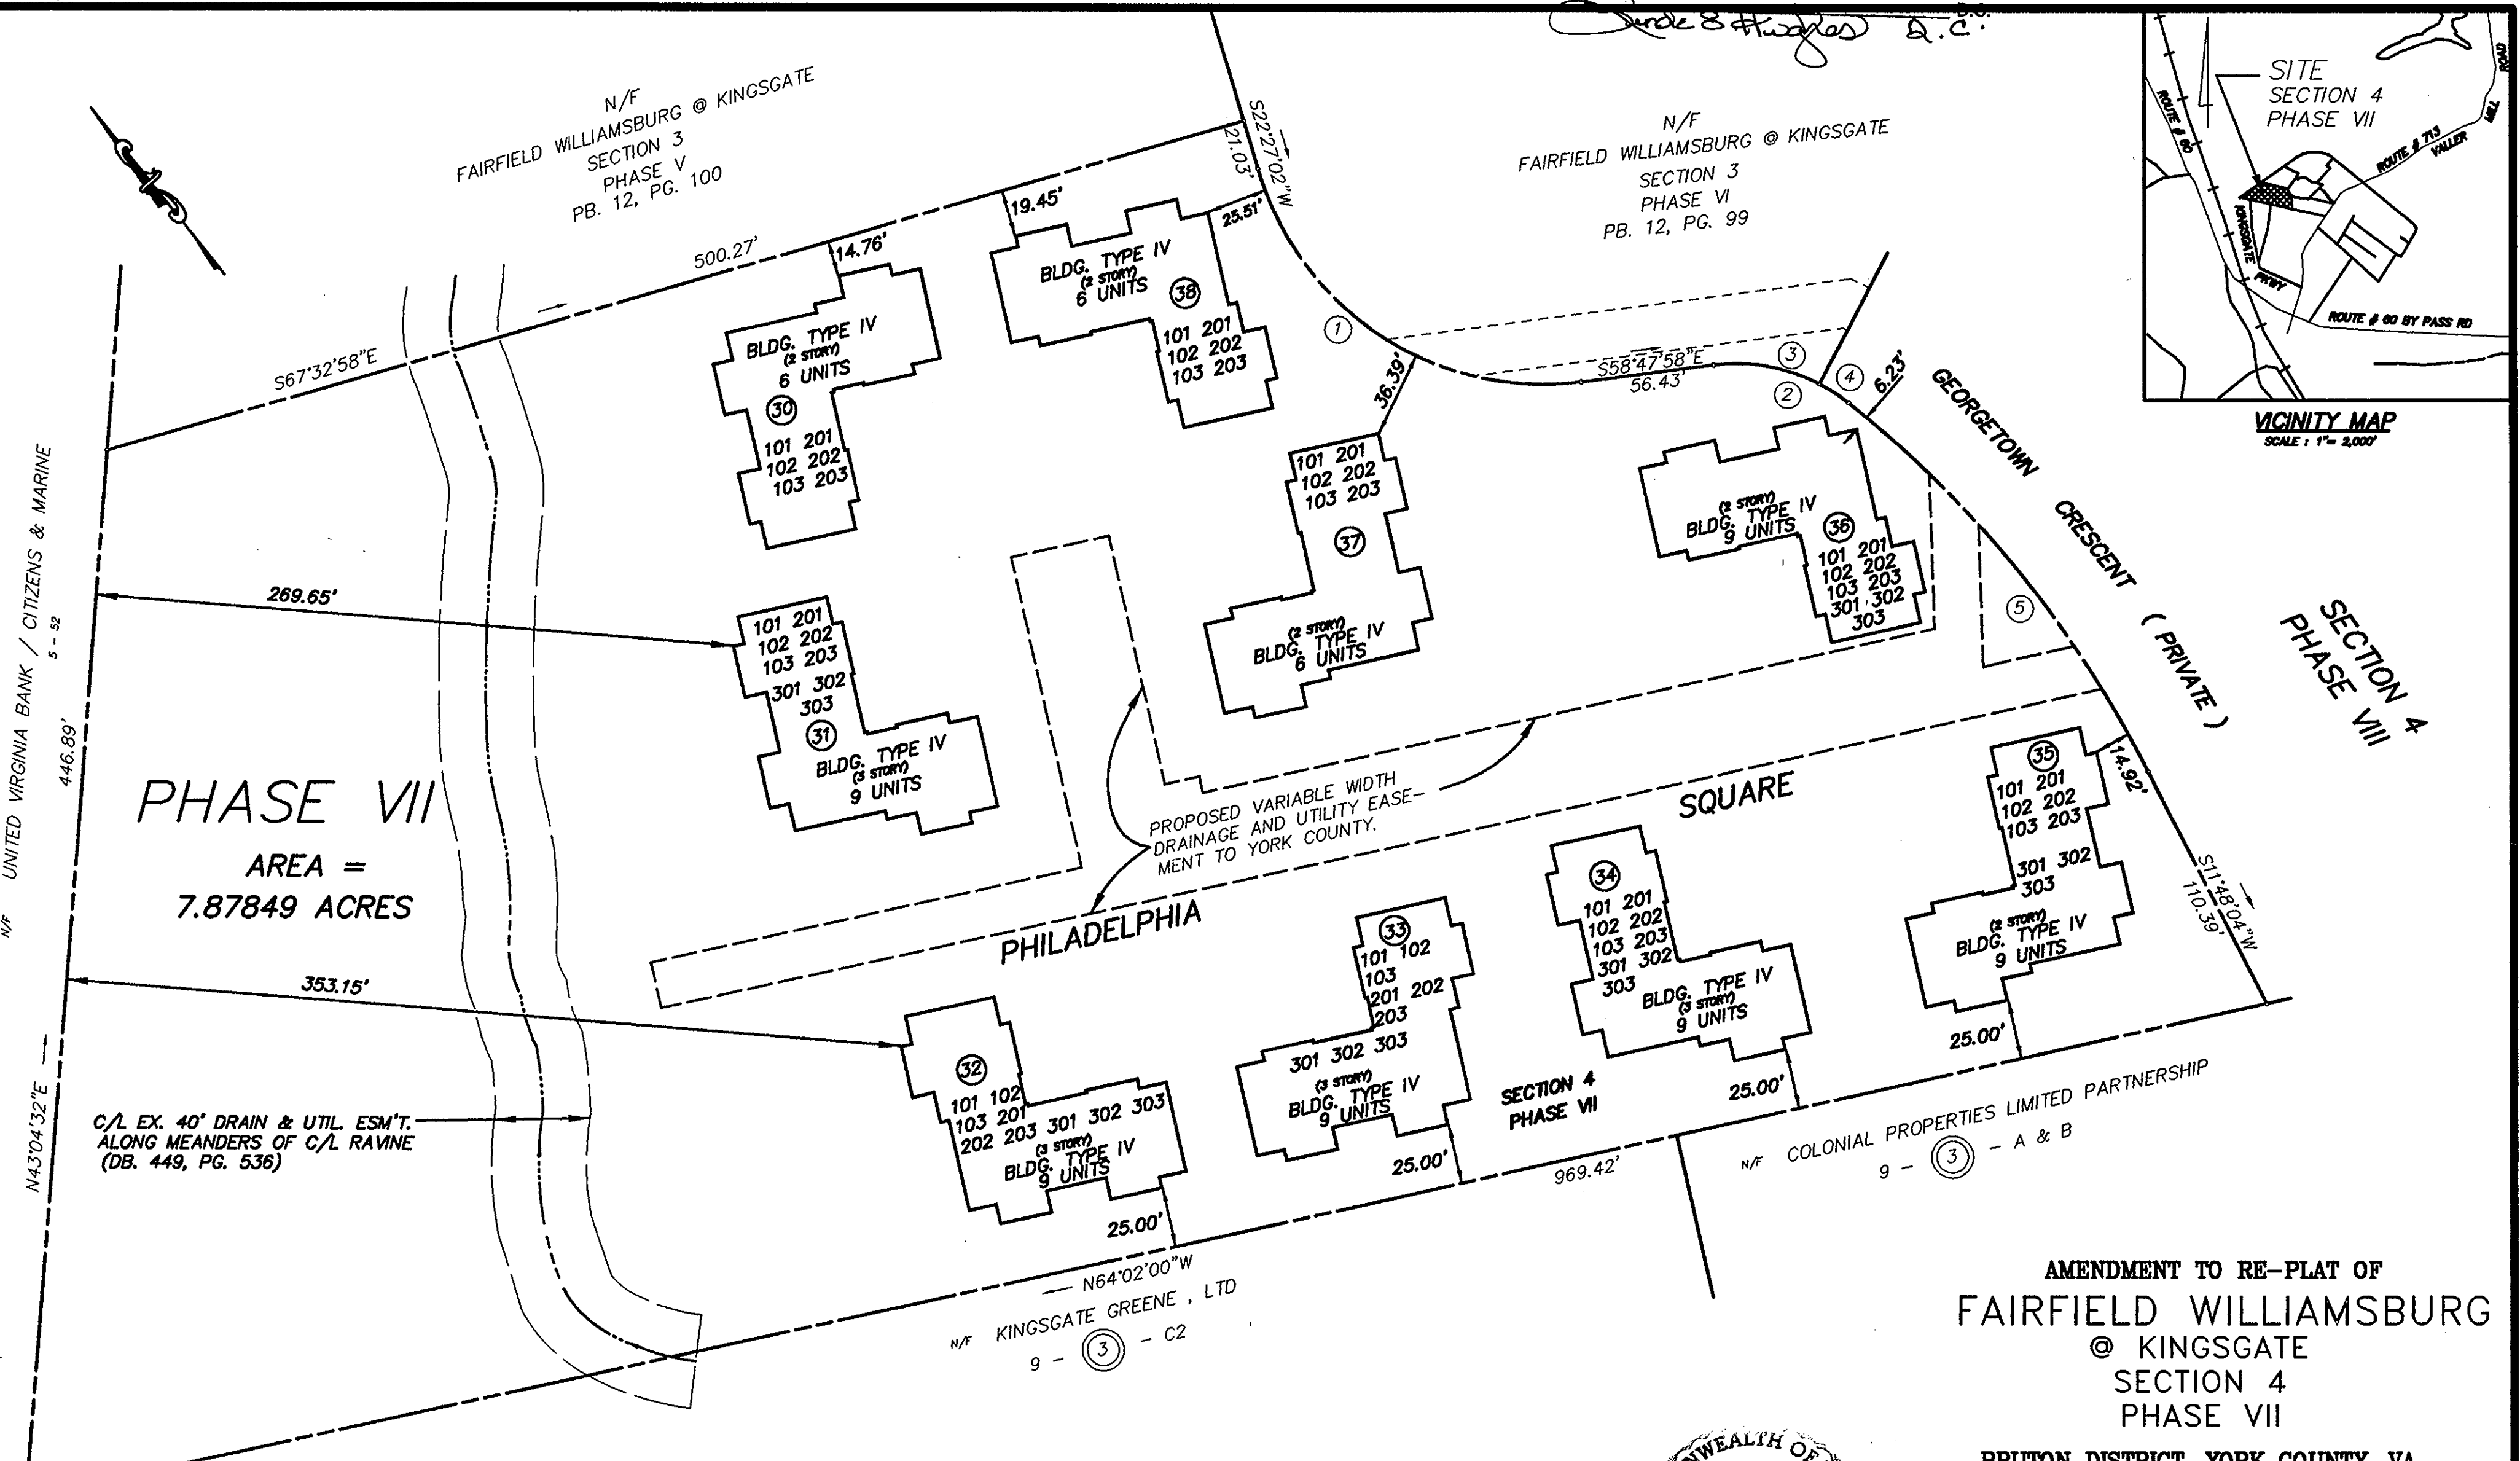 D.C.
N/F
FAIRFIELD WILLIAMSBURG @ KINGSGATE
SECTION 3
PHASE V
PB. 12, PG. 100
N/F
FAIRFIELD WILLIAMSBURG @ KINGSGATE
SECTION 3
PHASE VI
PB. 12, PG. 99
SITE
SECTION 4
PHASE VII
ROUTE # 60
ROUTE # 713
WALLER
MILL
ROAD
KINGSGATE
PKWY
ROUTE # 60 BY PASS RD
VICINITY MAP
SCALE : 1"= 2,000'
S22°27'02"W
21.03'
19.45'
25.51'
500.27'
14.76'
S67°32'58"E
BLDG. TYPE IV
(2 STORY)
6 UNITS
38
101 201
102 202
103 203
BLDG. TYPE IV
(2 STORY)
6 UNITS
30
101 201
102 202
103 203
1
36.39'
S58°47'58"E
56.43'
3
2
4
6.23'
GEORGETOWN CRESCENT ( PRIVATE )
101 201
102 202
103 203
37
(2 STORY)
BLDG. TYPE IV
6 UNITS
(2 STORY)
BLDG. TYPE IV
9 UNITS
36
101 201
102 202
103 203
301 302
303
5
SECTION 4
PHASE VIII
N/F UNITED VIRGINIA BANK / CITIZENS & MARINE
5 - 52
446.89'
N43°04'32"E
269.65'
101 201
102 202
103 203
301 302
303
31
BLDG. TYPE IV
(3 STORY)
9 UNITS
PHASE VII
AREA =
7.87849 ACRES
PROPOSED VARIABLE WIDTH
DRAINAGE AND UTILITY EASE-
MENT TO YORK COUNTY.
PHILADELPHIA SQUARE
353.15'
C/L EX. 40' DRAIN & UTIL. ESM'T.
ALONG MEANDERS OF C/L RAVINE
(DB. 449, PG. 536)
32
101 102
103 201
202 203 301 302 303
(3 STORY)
BLDG. TYPE IV
9 UNITS
25.00'
33
101 102
103
201 202
203
301 302 303
(3 STORY)
BLDG. TYPE IV
9 UNITS
25.00'
34
101 201
102 202
103 203
301 302
303
BLDG. TYPE IV
(3 STORY)
9 UNITS
25.00'
SECTION 4
PHASE VII
35
101 201
102 202
103 203
301 302
303
(2 STORY)
BLDG. TYPE IV
9 UNITS
14.92'
25.00'
S11°48'04"W
110.39'
969.42'
N/F COLONIAL PROPERTIES LIMITED PARTNERSHIP
9 - 3 - A & B
N64°02'00"W
N/F KINGSGATE GREENE , LTD
9 - 3 - C2
AMENDMENT TO RE-PLAT OF
FAIRFIELD WILLIAMSBURG
@ KINGSGATE
SECTION 4
PHASE VII
BRUTON DISTRICT, YORK COUNTY, VA